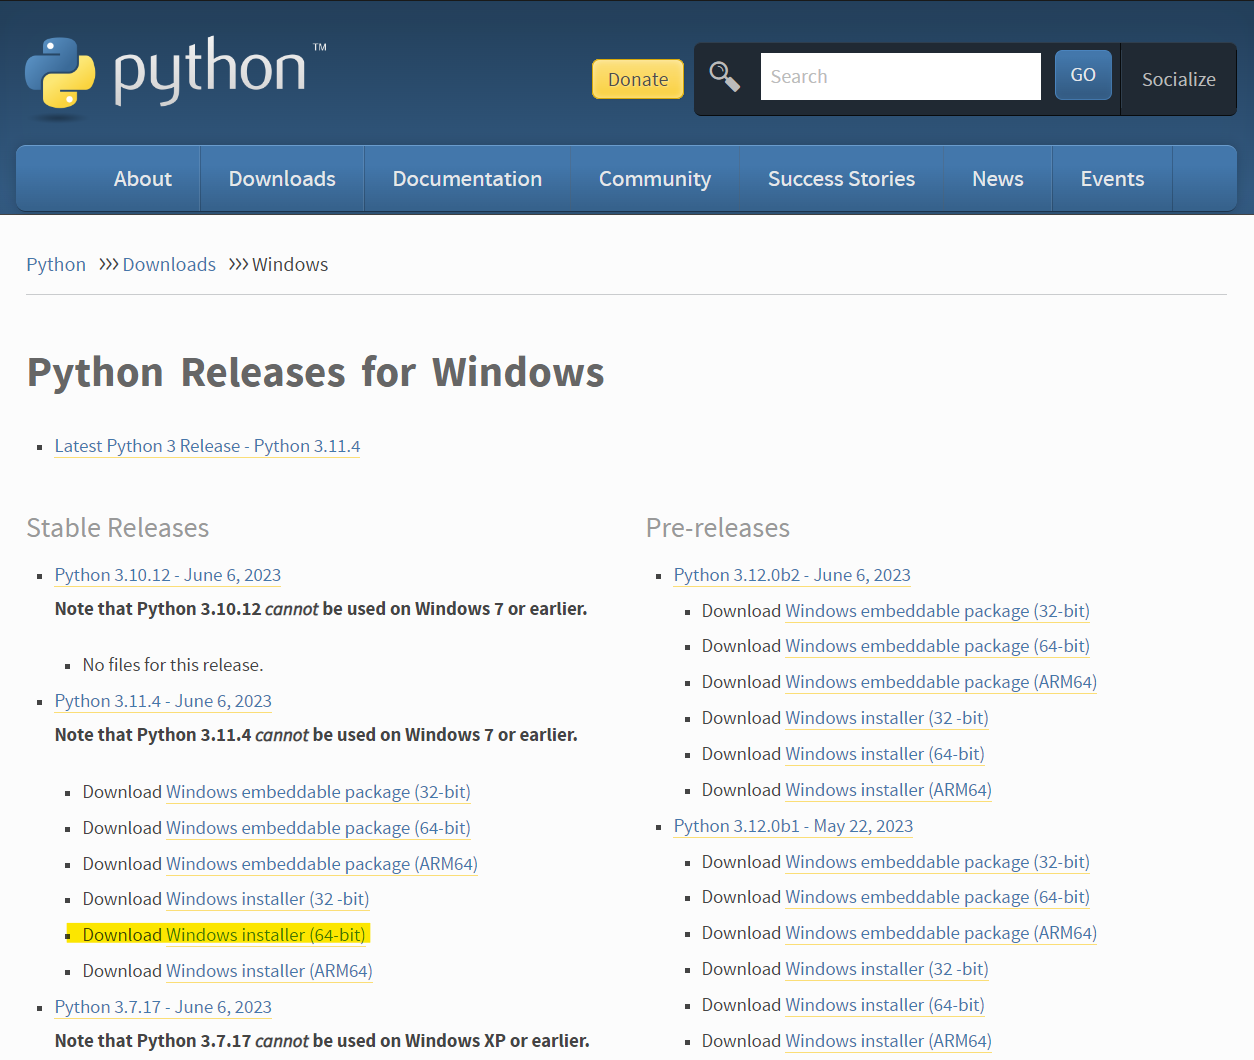 python™
Donate
Search
GO
Socialize
About
Downloads
Documentation
Community
Success Stories
News
Events
Python >>> Downloads >>> Windows
Python Releases for Windows
Latest Python 3 Release - Python 3.11.4
Stable Releases
Python 3.10.12 - June 6, 2023
Note that Python 3.10.12 cannot be used on Windows 7 or earlier.
No files for this release.
Python 3.11.4 - June 6, 2023
Note that Python 3.11.4 cannot be used on Windows 7 or earlier.
Download Windows embeddable package (32-bit)
Download Windows embeddable package (64-bit)
Download Windows embeddable package (ARM64)
Download Windows installer (32 -bit)
Download Windows installer (64-bit)
Download Windows installer (ARM64)
Python 3.7.17 - June 6, 2023
Note that Python 3.7.17 cannot be used on Windows XP or earlier.
Pre-releases
Python 3.12.0b2 - June 6, 2023
Download Windows embeddable package (32-bit)
Download Windows embeddable package (64-bit)
Download Windows embeddable package (ARM64)
Download Windows installer (32 -bit)
Download Windows installer (64-bit)
Download Windows installer (ARM64)
Python 3.12.0b1 - May 22, 2023
Download Windows embeddable package (32-bit)
Download Windows embeddable package (64-bit)
Download Windows embeddable package (ARM64)
Download Windows installer (32 -bit)
Download Windows installer (64-bit)
Download Windows installer (ARM64)